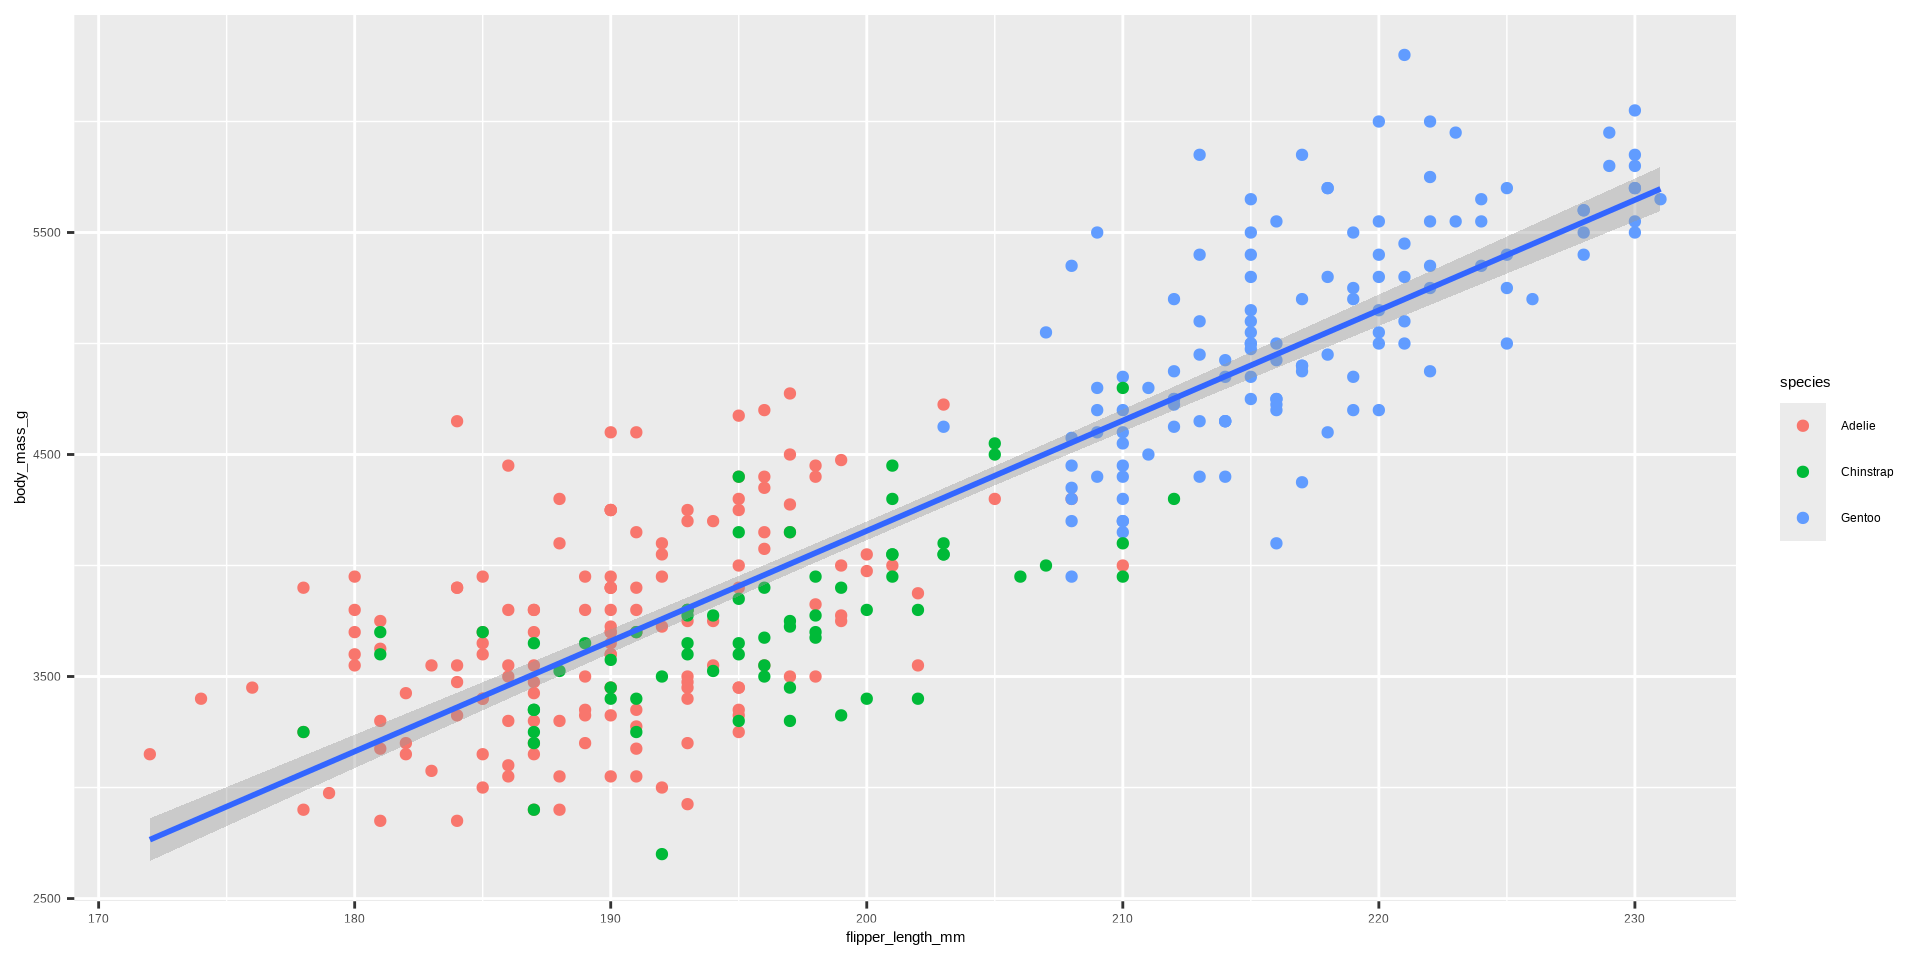 5500
4500
3500
2500
body_mass_g
170 180 190 200 210 220 230
flipper_length_mm
species
Adelie
Chinstrap
Gentoo